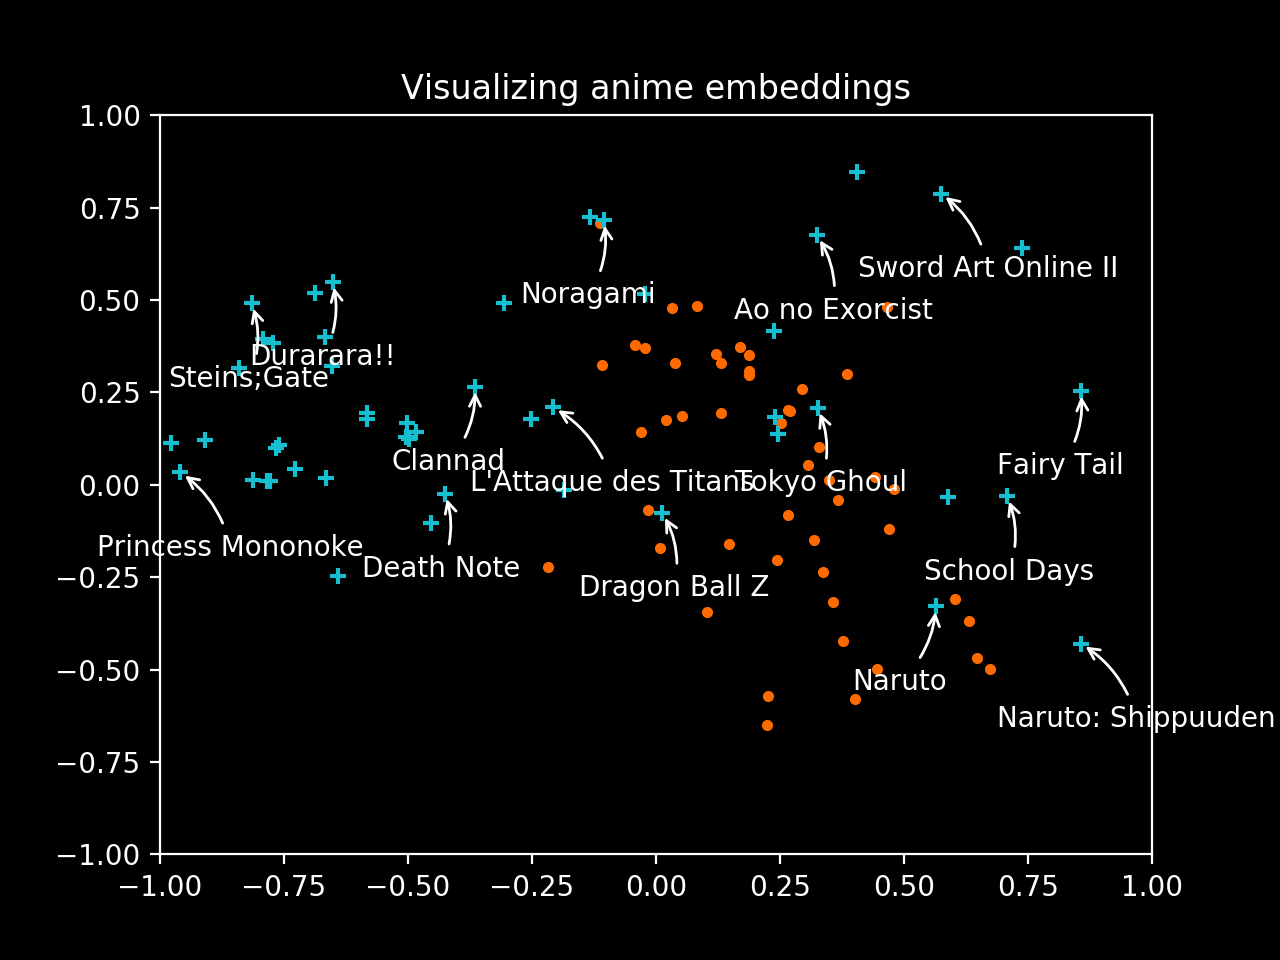 Visualizing anime embeddings
1.00
0.75
0.50
0.25
0.00
−0.25
−0.50
−0.75
−1.00
Sword Art Online II
Noragami
Ao no Exorcist
Durarara!!
Steins;Gate
Clannad
Fairy Tail
L'Attaque des Titans
Tokyo Ghoul
Princess Mononoke
Death Note
School Days
Dragon Ball Z
Naruto
Naruto: Shippuuden
−1.00 −0.75 −0.50 −0.25 0.00 0.25 0.50 0.75 1.00